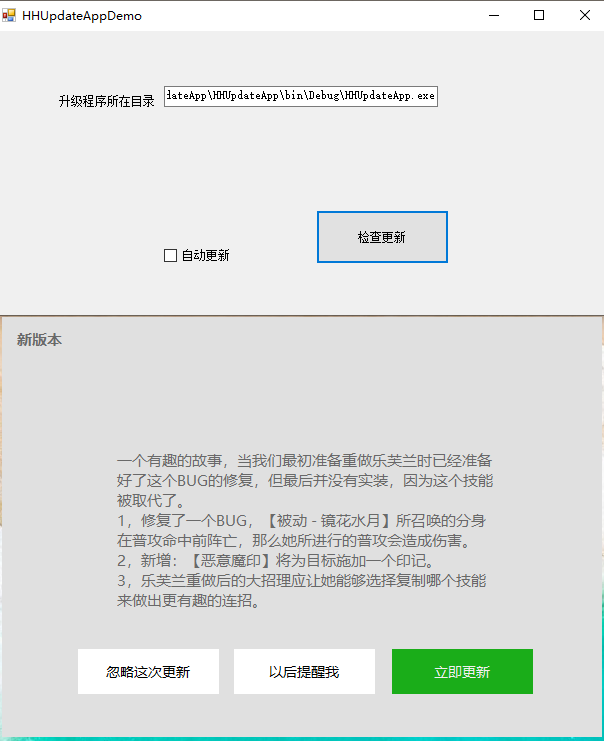 HHUpdateAppDemo
升级程序所在目录
dateApp\HHUpdateApp\bin\Debug\HHUpdateApp.exe
检查更新
自动更新
新版本
一个有趣的故事，当我们最初准备重做乐芙兰时已经准备
好了这个BUG的修复，但最后并没有实装，因为这个技能
被取代了。
1，修复了一个BUG，【被动 - 镜花水月】所召唤的分身
在普攻命中前阵亡，那么她所进行的普攻会造成伤害。
2，新增：【恶意魔印】将为目标施加一个印记。
3，乐芙兰重做后的大招理应让她能够选择复制哪个技能
来做出更有趣的连招。
忽略这次更新
以后提醒我
立即更新